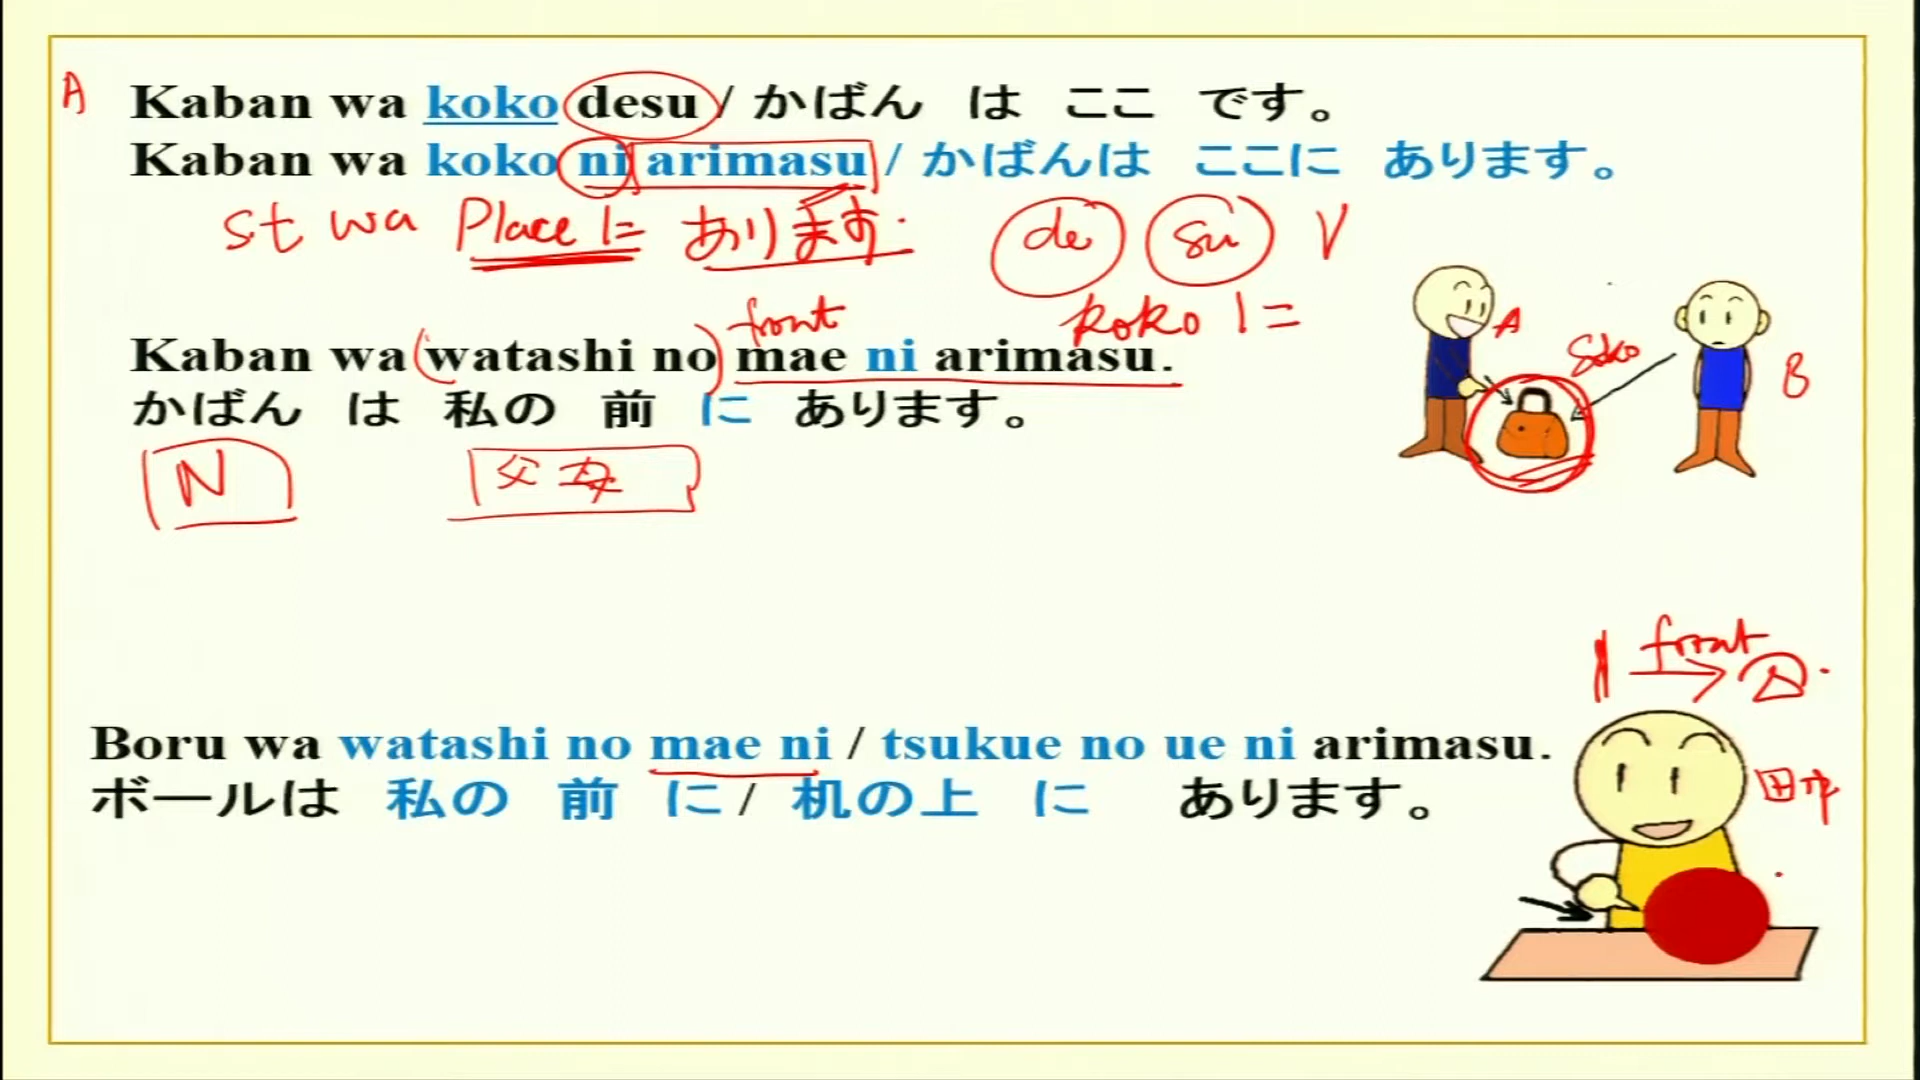 A Kaban wa koko desu / かばん は ここ です。
Kaban wa koko ni arimasu / かばんは ここに あります。
st wa Place に あります. de su V
front koko に
Kaban wa (watashi no) mae ni arimasu.
A soko B
かばん は 私の 前 に あります。
N 父母
front
Boru wa watashi no mae ni / tsukue no ue ni arimasu.
田中
ボールは 私の 前 に / 机の上 に あります。